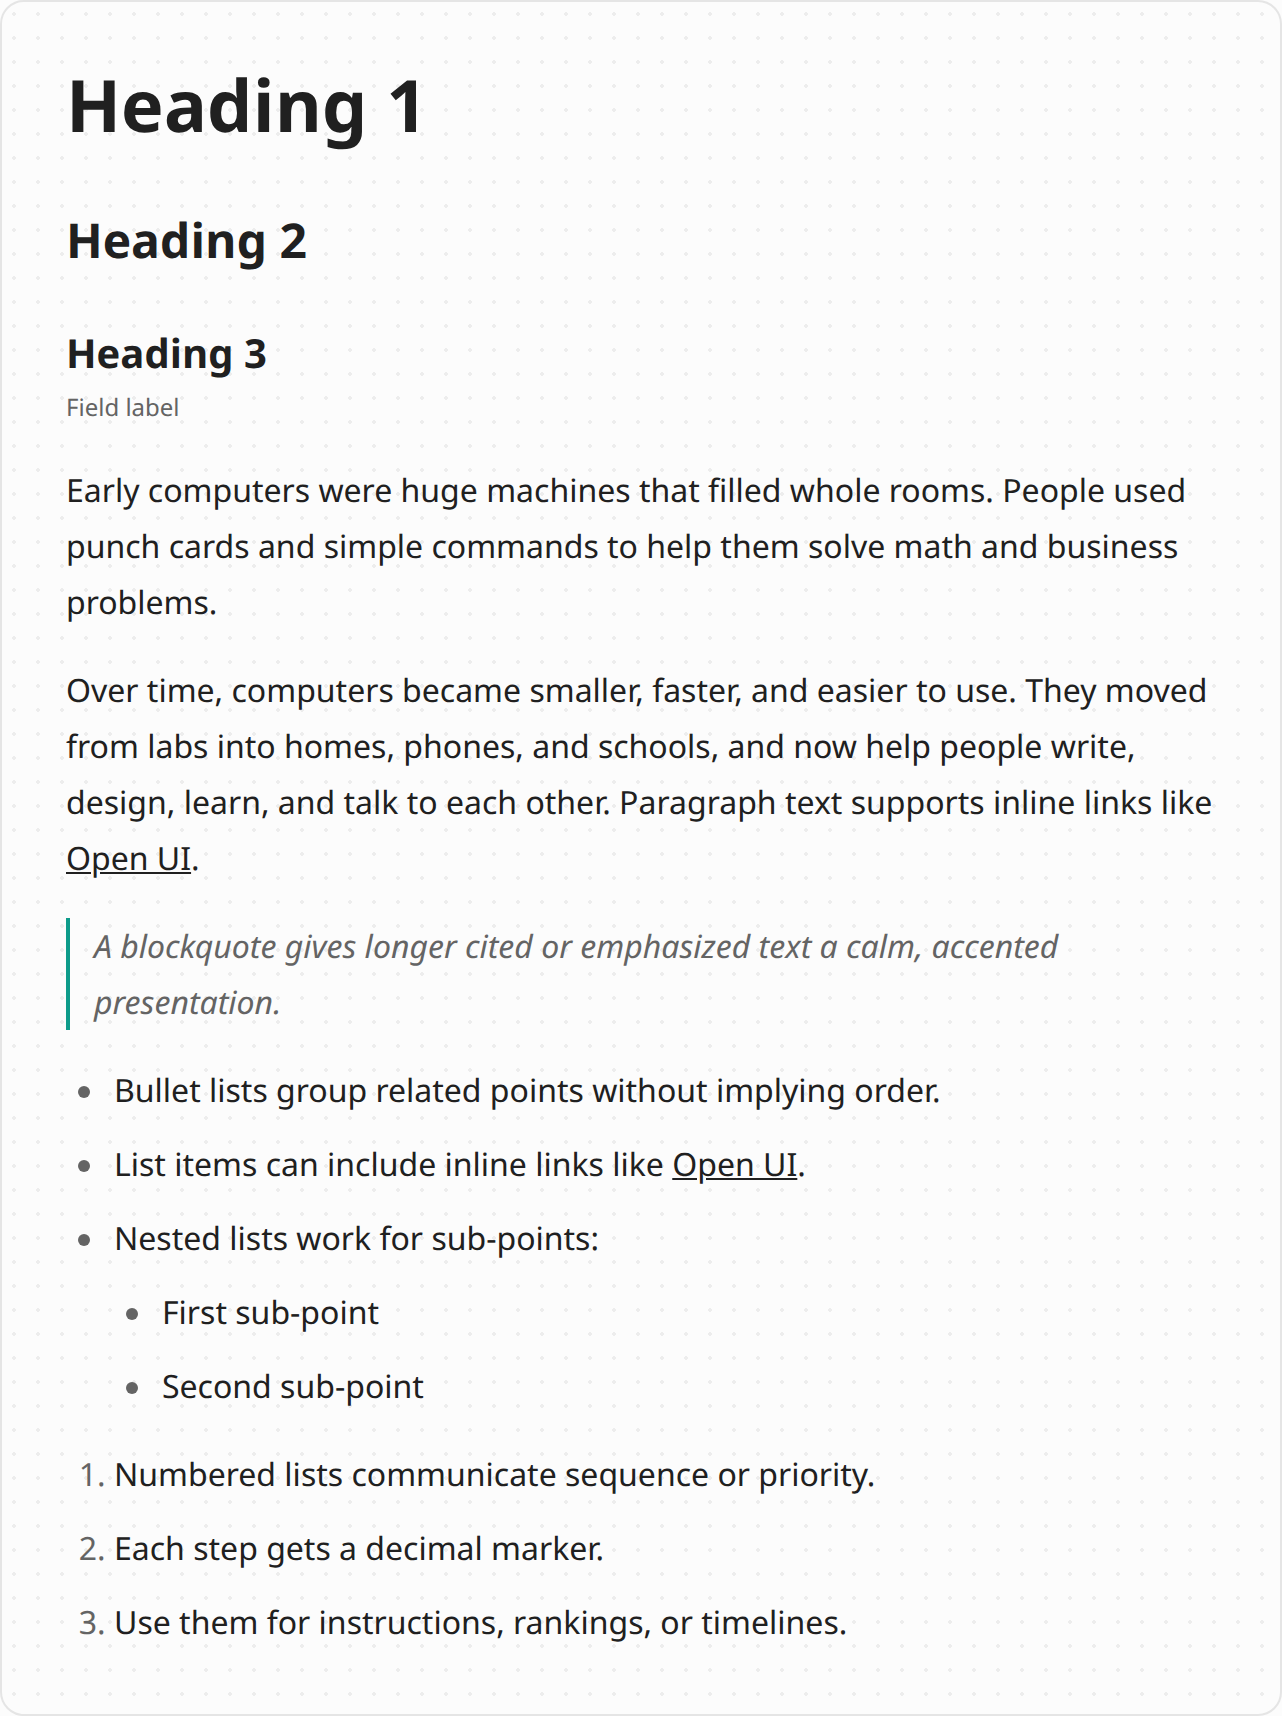 Heading 1
Heading 2
Heading 3
Field label
Early computers were huge machines that filled whole rooms. People used
punch cards and simple commands to help them solve math and business
problems.
Over time, computers became smaller, faster, and easier to use. They moved
from labs into homes, phones, and schools, and now help people write,
design, learn, and talk to each other. Paragraph text supports inline links like
Open UI.
A blockquote gives longer cited or emphasized text a calm, accented
presentation.
• Bullet lists group related points without implying order.
• List items can include inline links like Open UI.
• Nested lists work for sub-points:
• First sub-point
• Second sub-point
1. Numbered lists communicate sequence or priority.
2. Each step gets a decimal marker.
3. Use them for instructions, rankings, or timelines.